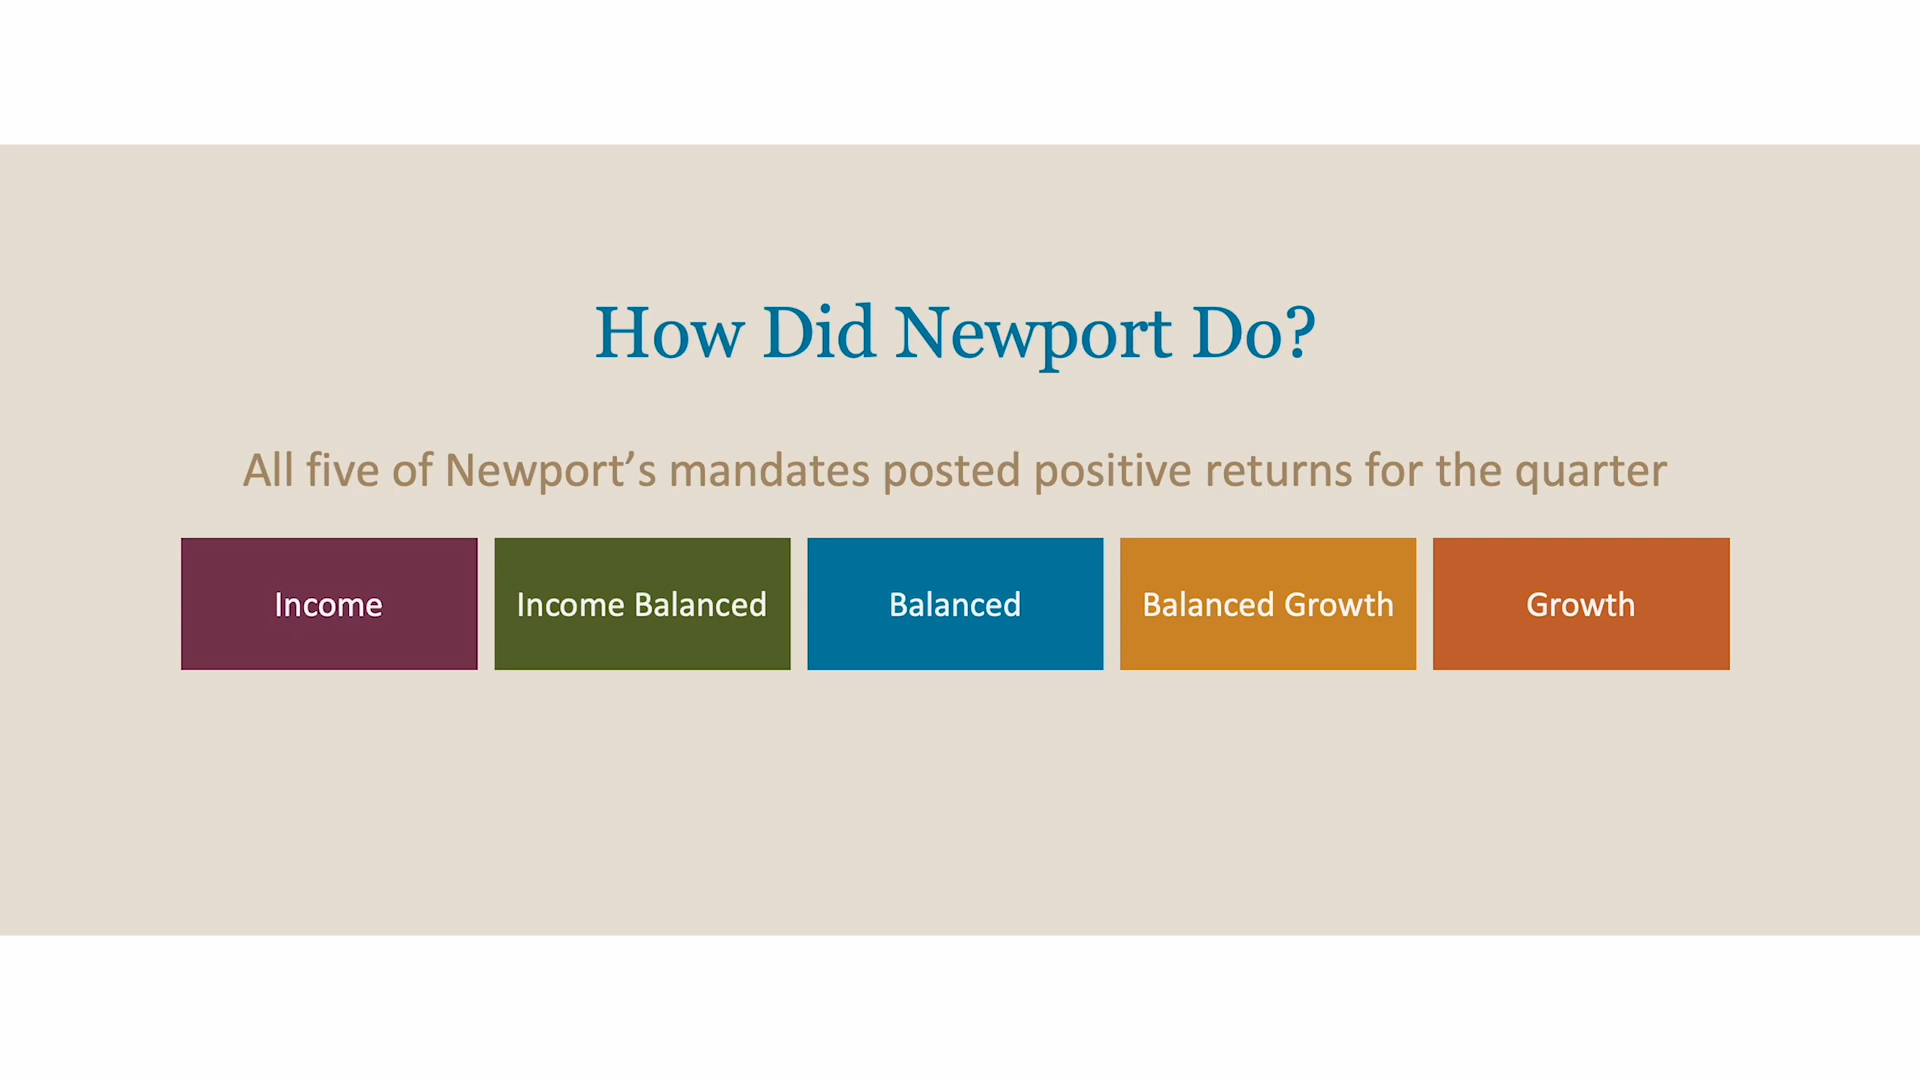 How Did Newport Do?
All five of Newport’s mandates posted positive returns for the quarter
Income
Income Balanced
Balanced
Balanced Growth
Growth